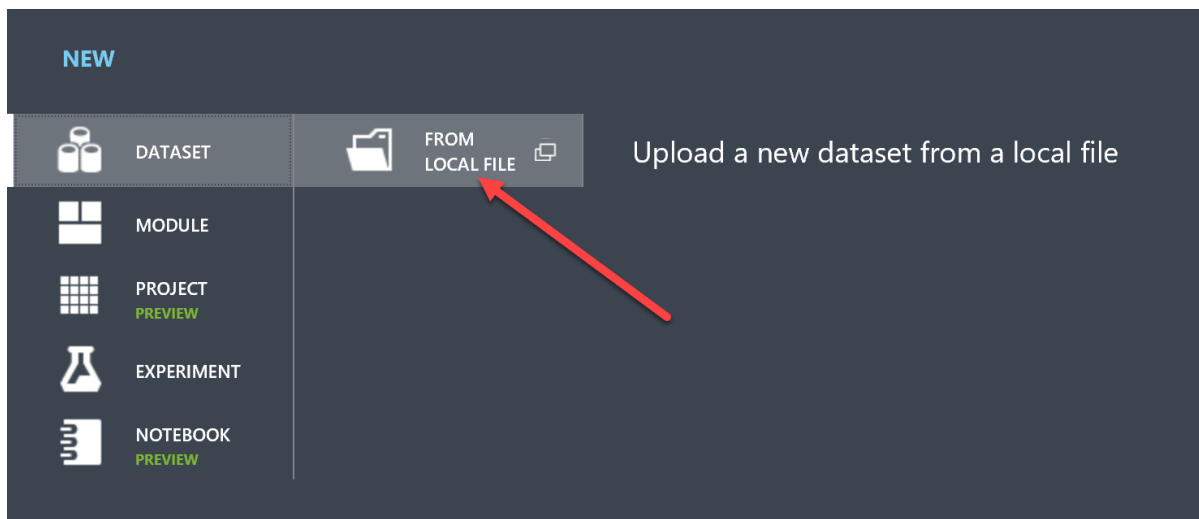 NEW
DATASET
FROM
LOCAL FILE
Upload a new dataset from a local file
MODULE
PROJECT
PREVIEW
EXPERIMENT
NOTEBOOK
PREVIEW